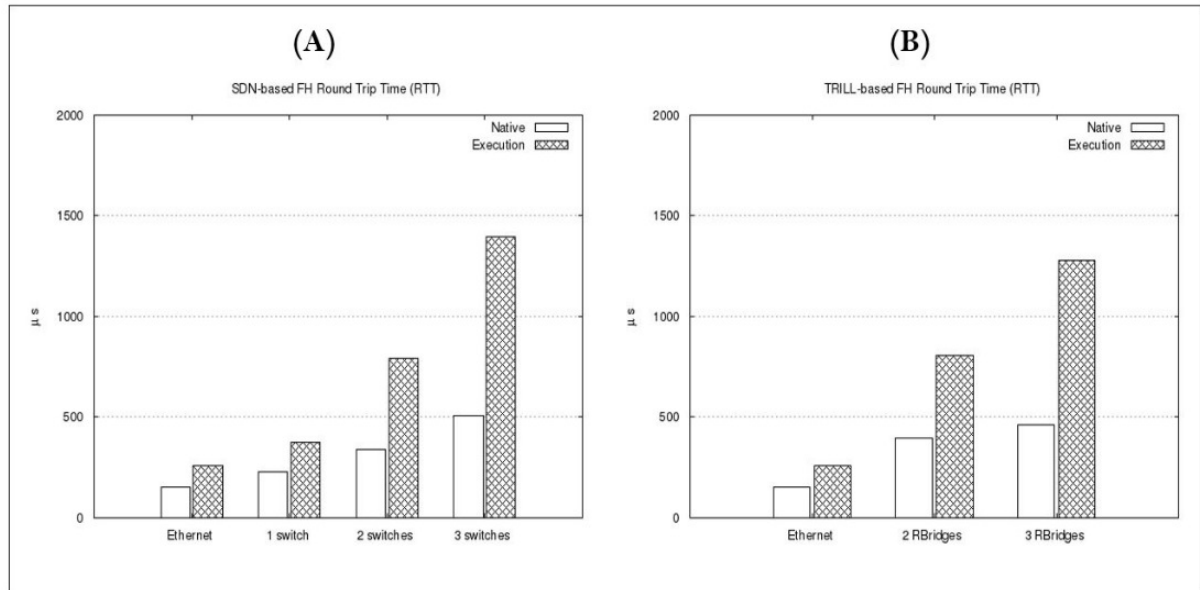 (A)
SDN-based FH Round Trip Time (RTT)
2000
1500
1000
500
0
μ s
Native
Execution
Ethernet
1 switch
2 switches
3 switches
(B)
TRILL-based FH Round Trip Time (RTT)
2000
1500
1000
500
0
μ s
Native
Execution
Ethernet
2 RBridges
3 RBridges